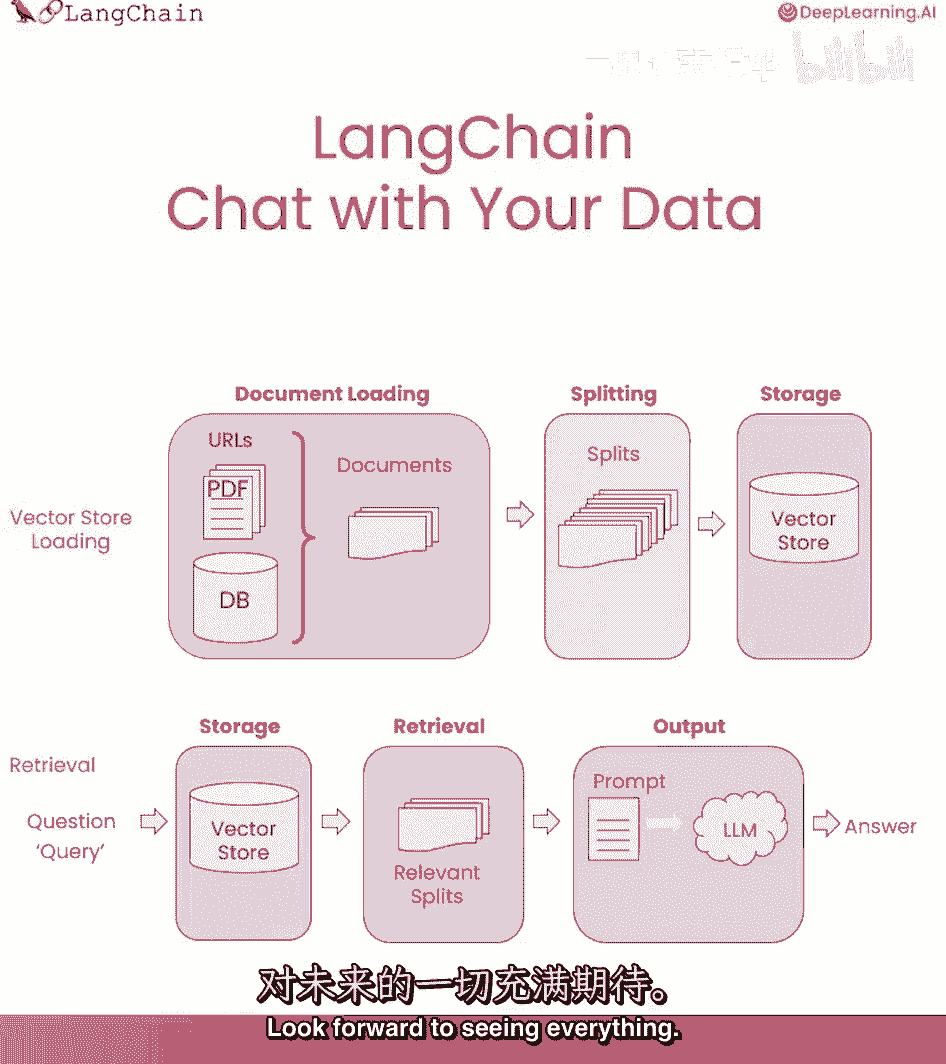 LangChain
DeepLearning.AI
bilibili
LangChain
Chat with Your Data
Document Loading
Splitting
Storage
URLs
PDF
DB
Documents
Splits
Vector
Store
Vector Store
Loading
Storage
Retrieval
Output
Retrieval
Question
‘Query’
Vector
Store
Relevant
Splits
Prompt
LLM
Answer
对未来的一切充满期待。
Look forward to seeing everything.